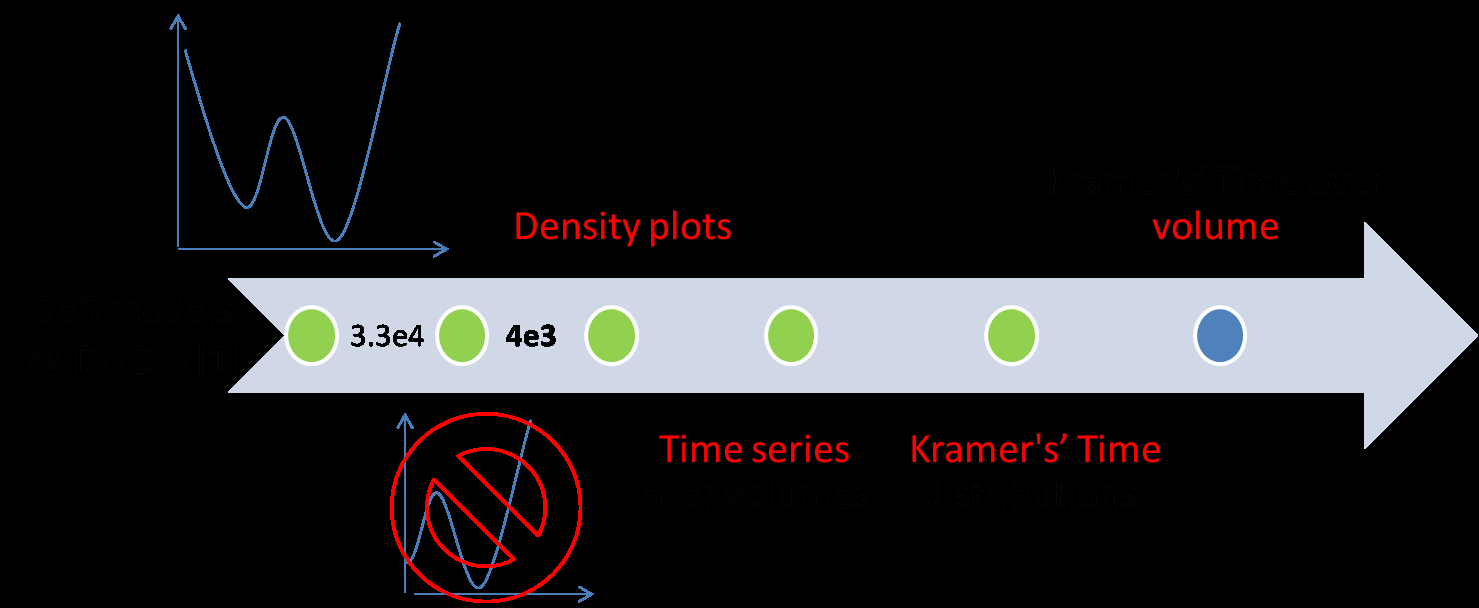 Kramer's' Time over
Density plots
volume
7e5 models
@ DOCSS [1]
3.3e4
4e3
Time series
over volumes
Kramer's’ Time
distributions